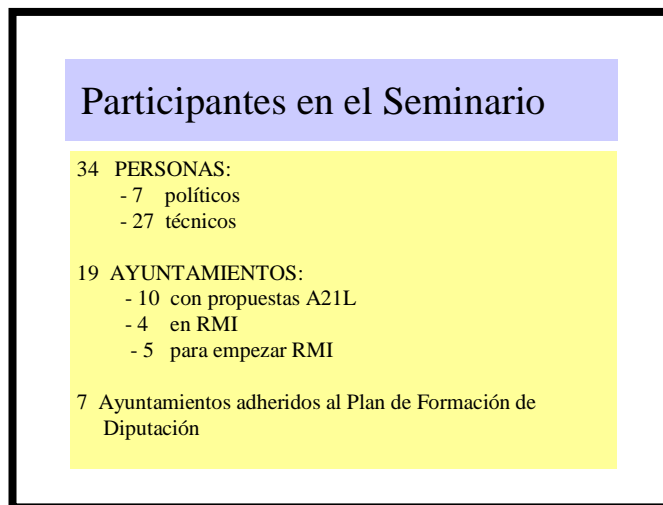 Participantes en el Seminario
34 PERSONAS:
- 7 políticos
- 27 técnicos
19 AYUNTAMIENTOS:
- 10 con propuestas A21L
- 4 en RMI
- 5 para empezar RMI
7 Ayuntamientos adheridos al Plan de Formación de
Diputación